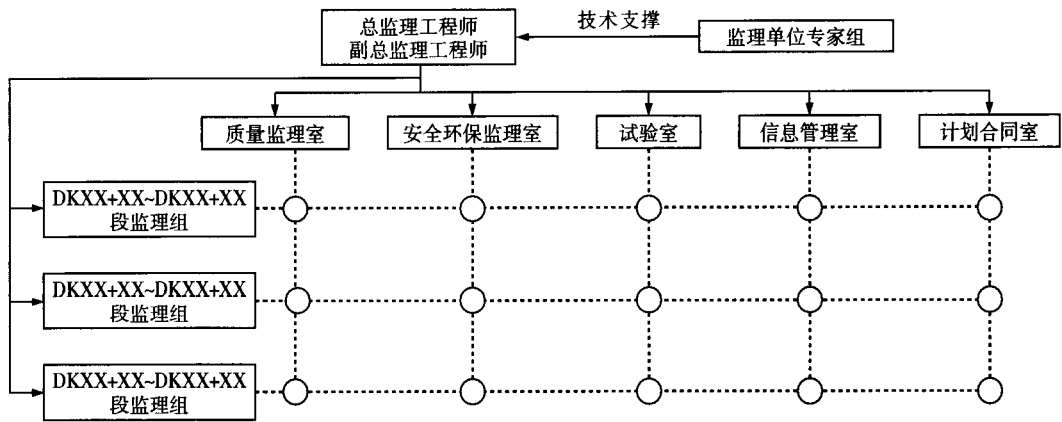 总监理工程师
副总监理工程师
技术支撑
监理单位专家组
质量监理室
安全环保监理室
试验室
信息管理室
计划合同室
DKXX+XX~DKXX+XX
段监理组
DKXX+XX~DKXX+XX
段监理组
DKXX+XX~DKXX+XX
段监理组